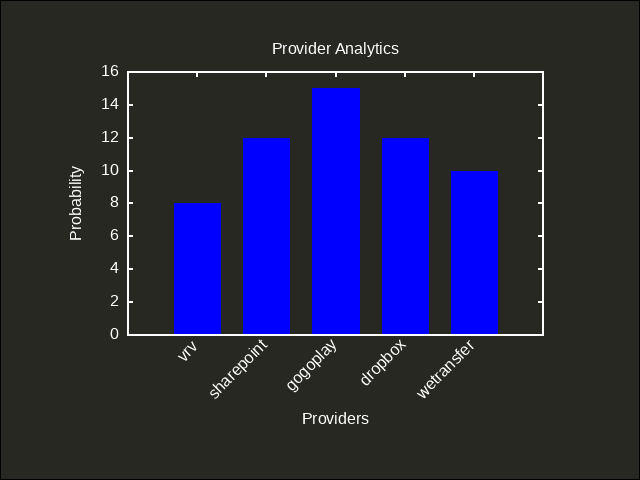 Provider Analytics
16
14
12
10
8
6
4
2
0
Probability
vrv
sharepoint
gogoplay
dropbox
wetransfer
Providers